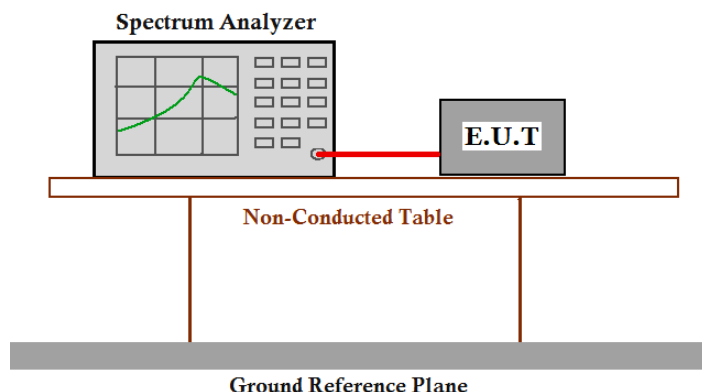 Spectrum Analyzer
E.U.T
Non-Conducted Table
Ground Reference Plane